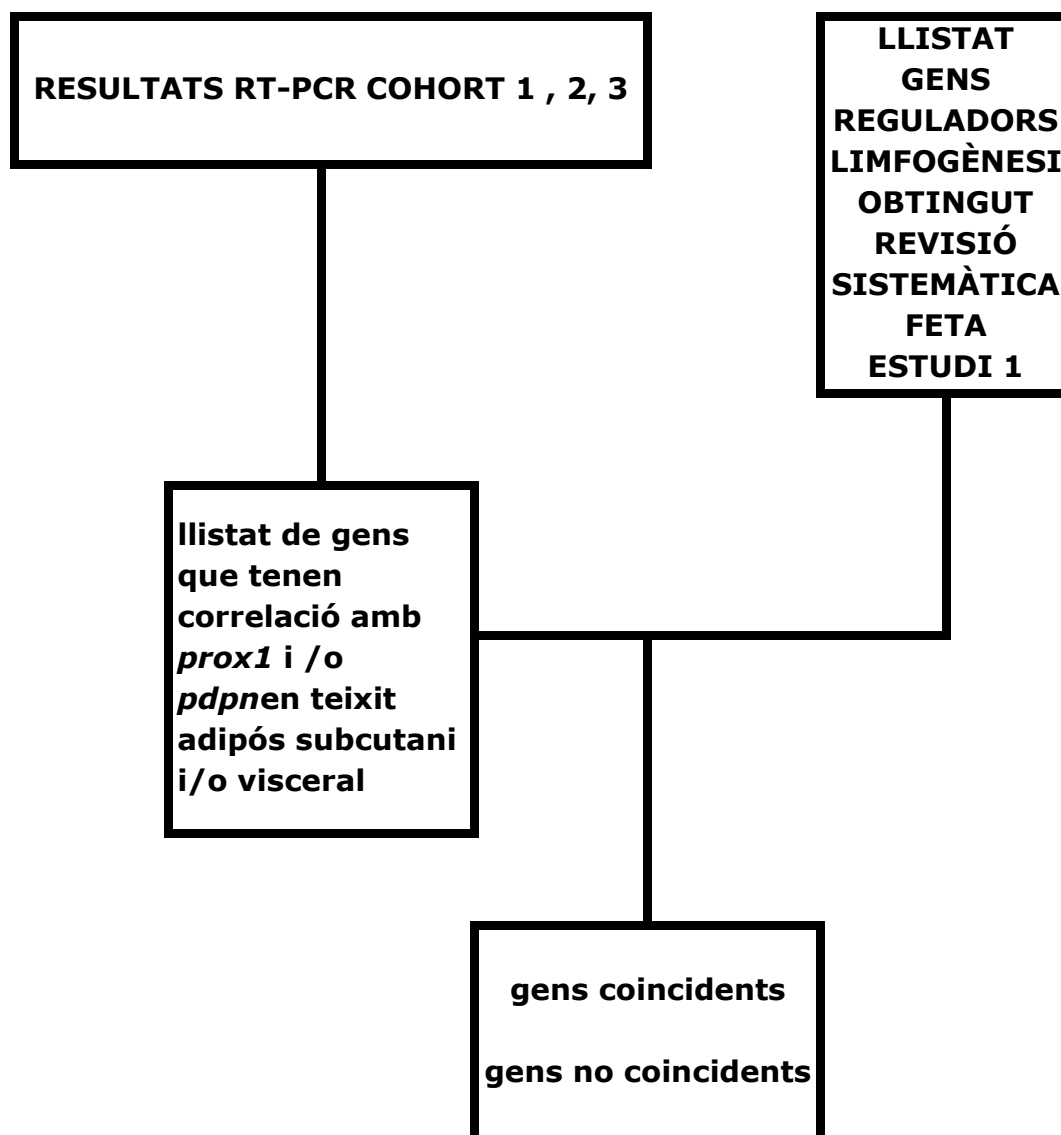 RESULTATS RT-PCR COHORT 1 , 2, 3
LLISTAT
GENS
REGULADORS
LIMFOGÈNESI
OBTINGUT
REVISIÓ
SISTEMÀTICA
FETA
ESTUDI 1
llistat de gens
que tenen
correlació amb
prox1 i /o
pdpnen teixit
adipós subcutani
i/o visceral
gens coincidents
gens no coincidents